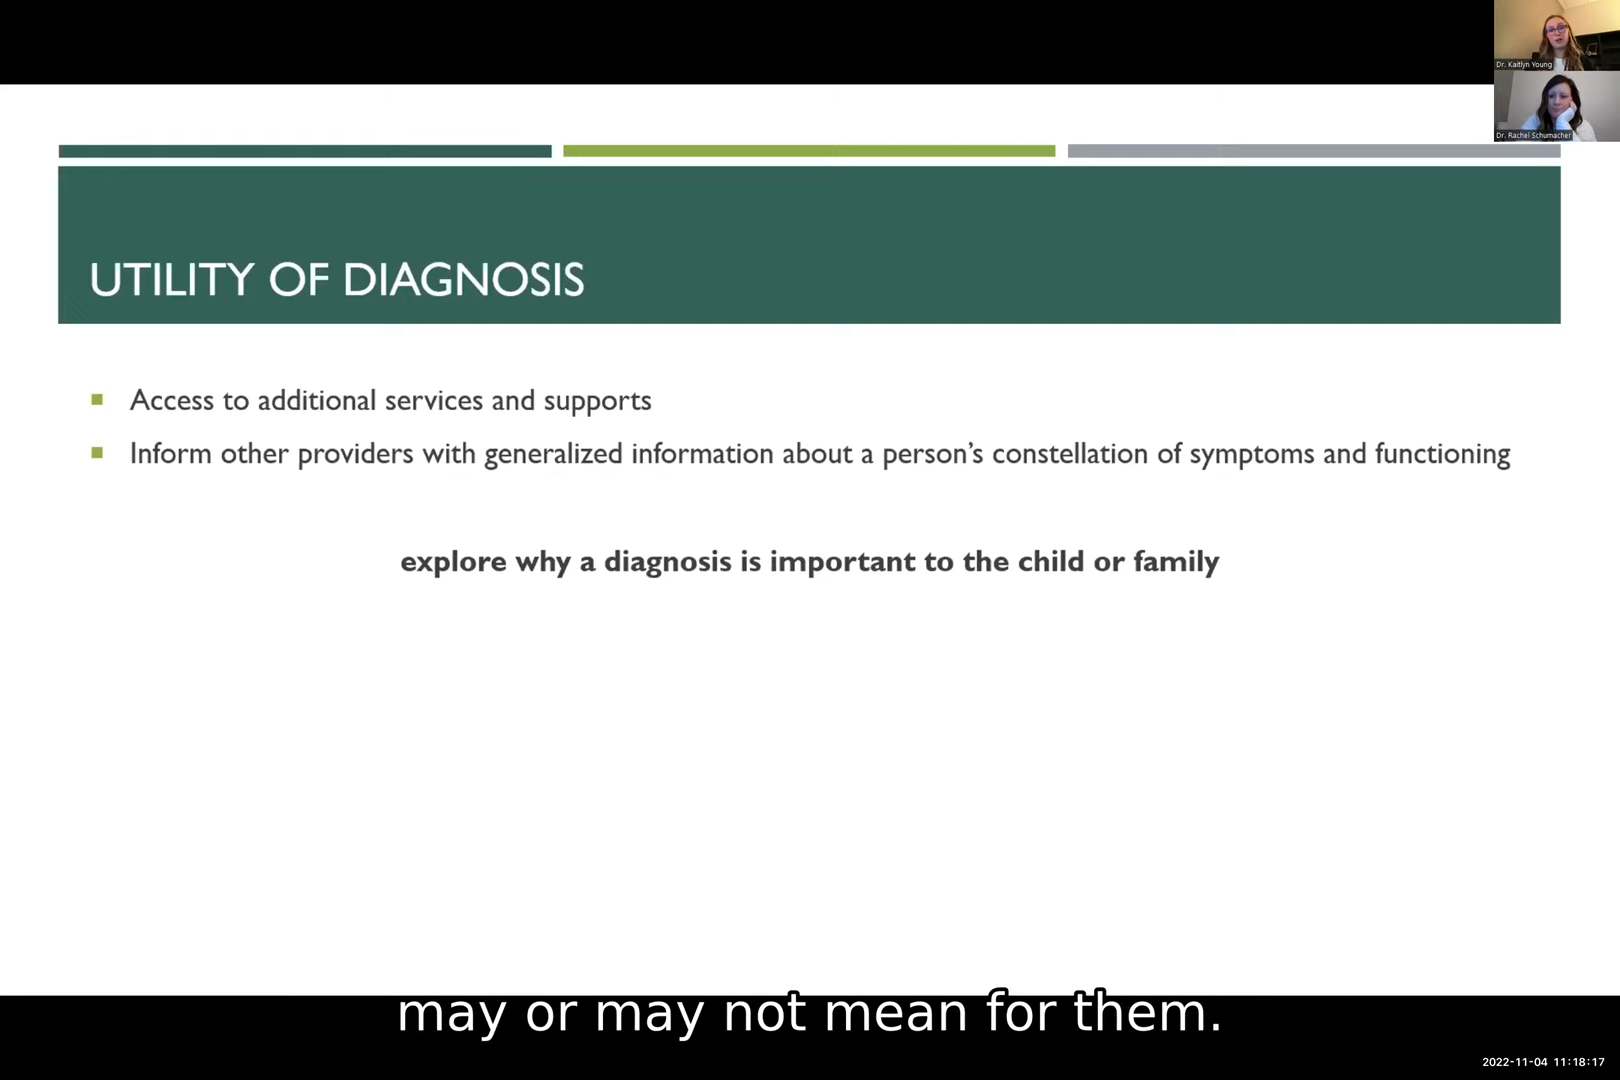 Dr. Kaitlyn Young
Dr. Rachel Schumacher
UTILITY OF DIAGNOSIS
Access to additional services and supports
Inform other providers with generalized information about a person's constellation of symptoms and functioning
explore why a diagnosis is important to the child or family
may or may not mean for them.
2022-11-04 11:18:17